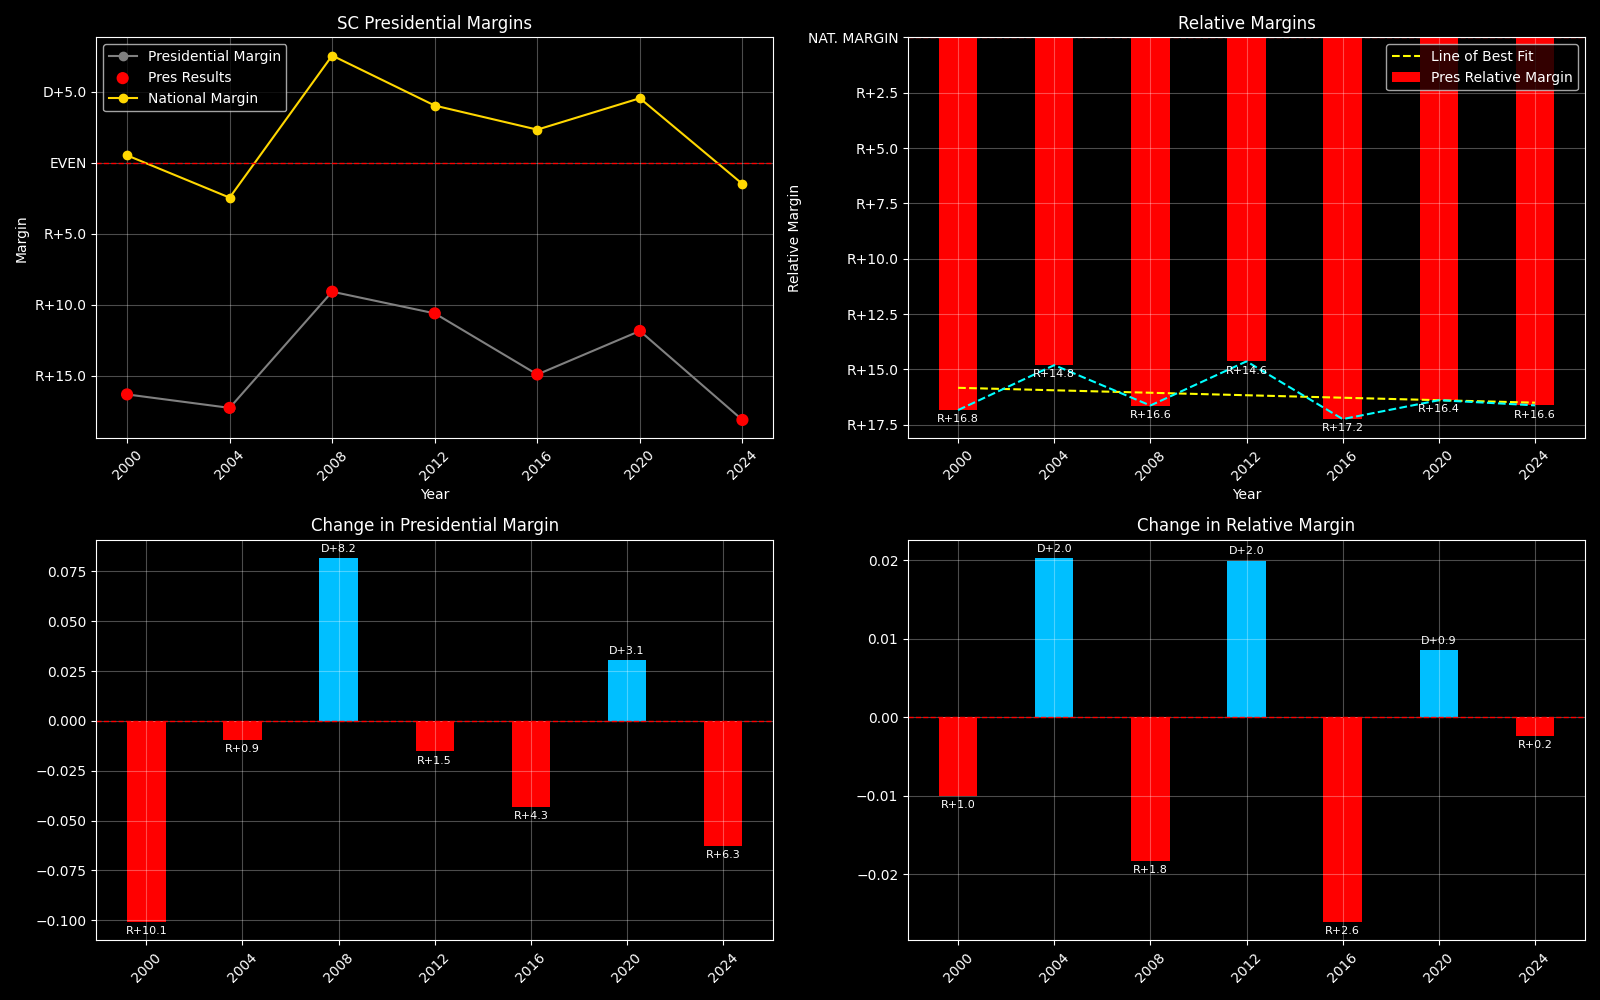 SC Presidential Margins
Presidential Margin
Pres Results
National Margin
D+5.0
EVEN
R+5.0
R+10.0
R+15.0
Margin
2000
2004
2008
2012
2016
2020
2024
Year
Relative Margins
NAT. MARGIN
R+2.5
R+5.0
R+7.5
R+10.0
R+12.5
R+15.0
R+17.5
Relative Margin
Line of Best Fit
Pres Relative Margin
R+16.8
R+14.8
R+16.6
R+14.6
R+17.2
R+16.4
R+16.6
2000
2004
2008
2012
2016
2020
2024
Year
Change in Presidential Margin
0.075
0.050
0.025
0.000
−0.025
−0.050
−0.075
−0.100
R+10.1
R+0.9
D+8.2
R+1.5
R+4.3
D+3.1
R+6.3
2000
2004
2008
2012
2016
2020
2024
Change in Relative Margin
0.02
0.01
0.00
−0.01
−0.02
R+1.0
D+2.0
R+1.8
D+2.0
R+2.6
D+0.9
R+0.2
2000
2004
2008
2012
2016
2020
2024